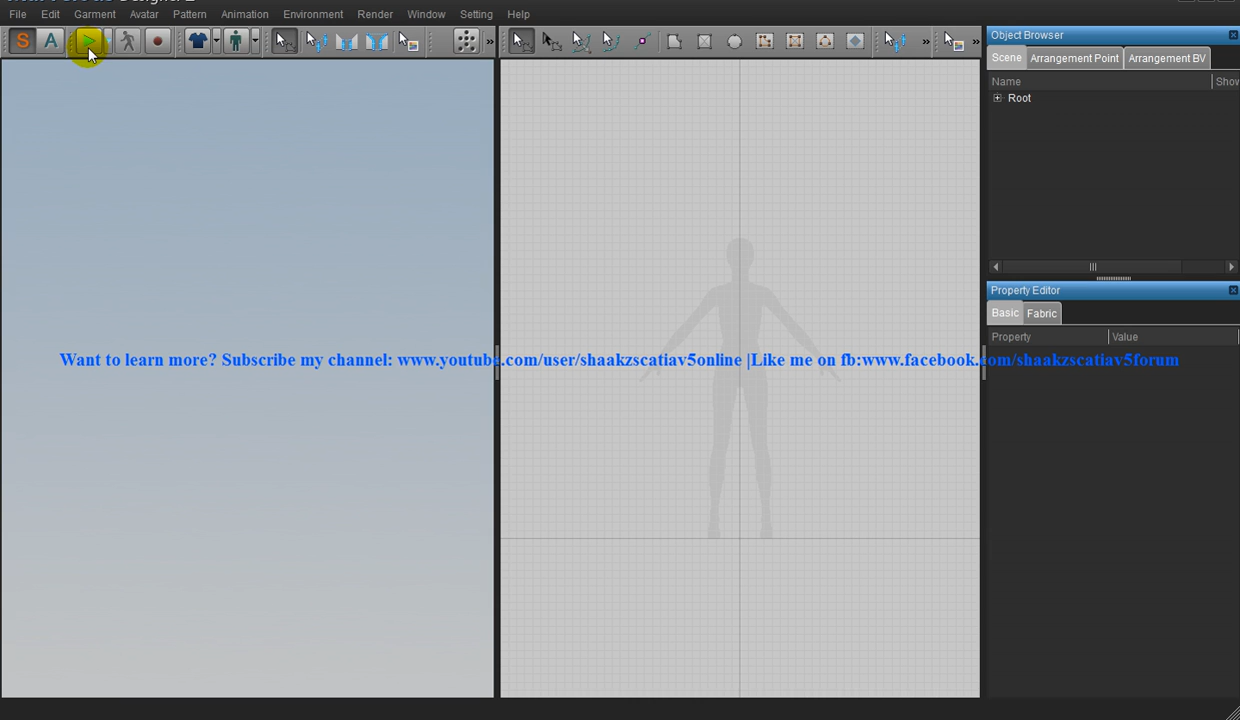 Designer 2
File Edit Garment Avatar Pattern Animation Environment Render Window Setting Help
S A » » »
Object Browser
Scene Arrangement Point Arrangement BV
Name Show
Root
Property Editor
Basic Fabric
Property Value
Want to learn more? Subscribe my channel: www.youtube.com/user/shaakzscatiav5online |Like me on fb:www.facebook.com/shaakzscatiav5forum